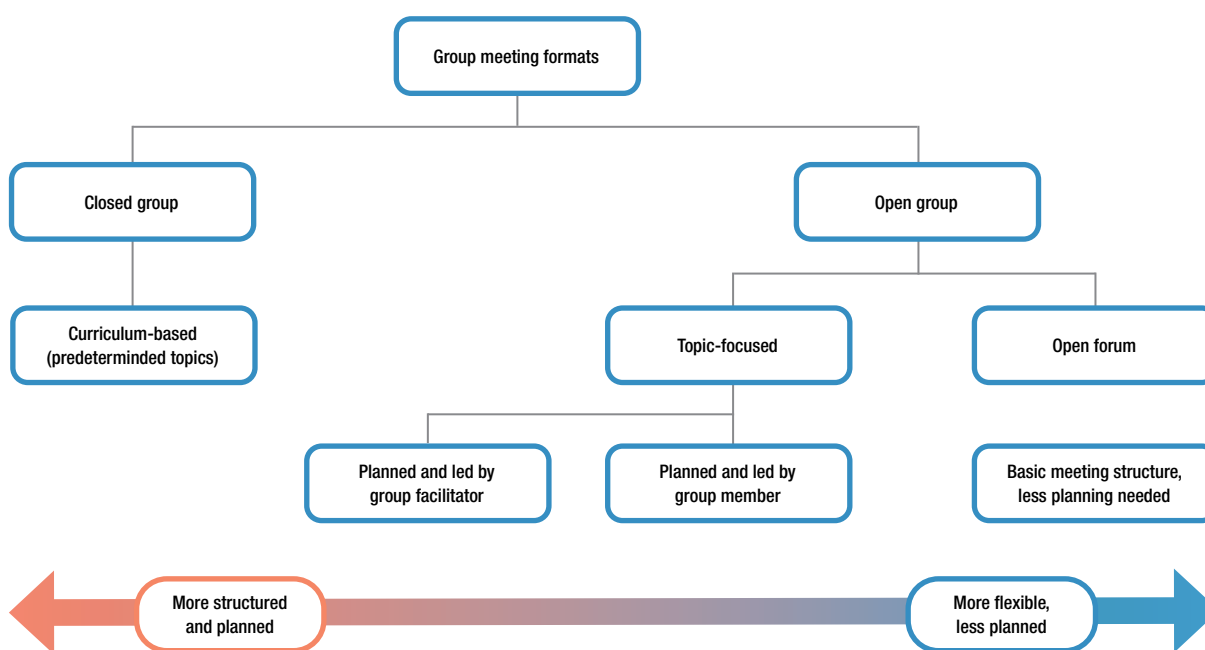 Group meeting formats
Closed group
Open group
Curriculum-based
(predeterminded topics)
Topic-focused
Open forum
Planned and led by
group facilitator
Planned and led by
group member
Basic meeting structure,
less planning needed
More structured
and planned
More flexible,
less planned